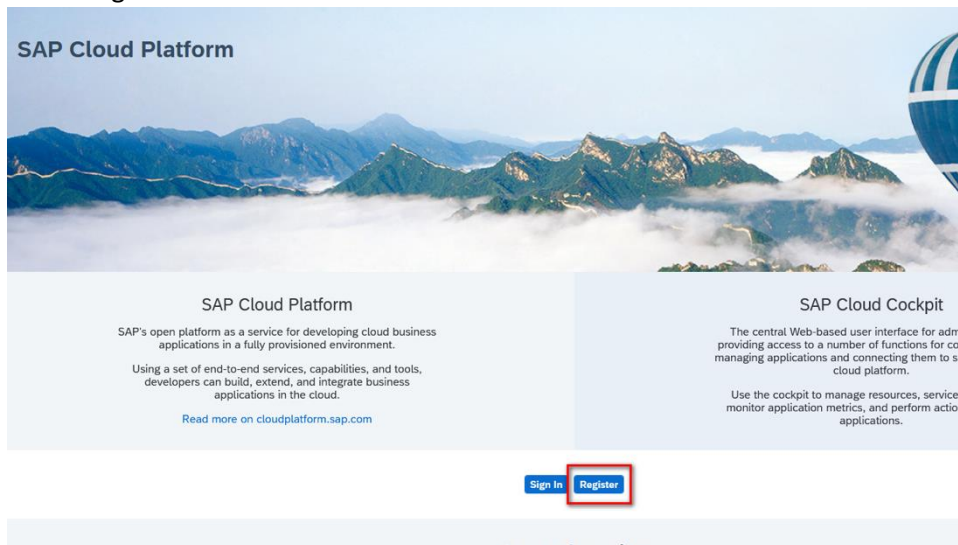 SAP Cloud Platform
SAP Cloud Platform
SAP's open platform as a service for developing cloud business
applications in a fully provisioned environment.
Using a set of end-to-end services, capabilities, and tools,
developers can build, extend, and integrate business
applications in the cloud.
Read more on cloudplatform.sap.com
SAP Cloud Cockpit
The central Web-based user interface for adm
providing access to a number of functions for co
managing applications and connecting them to s
cloud platform.
Use the cockpit to manage resources, service
monitor application metrics, and perform actio
applications.
Sign In Register